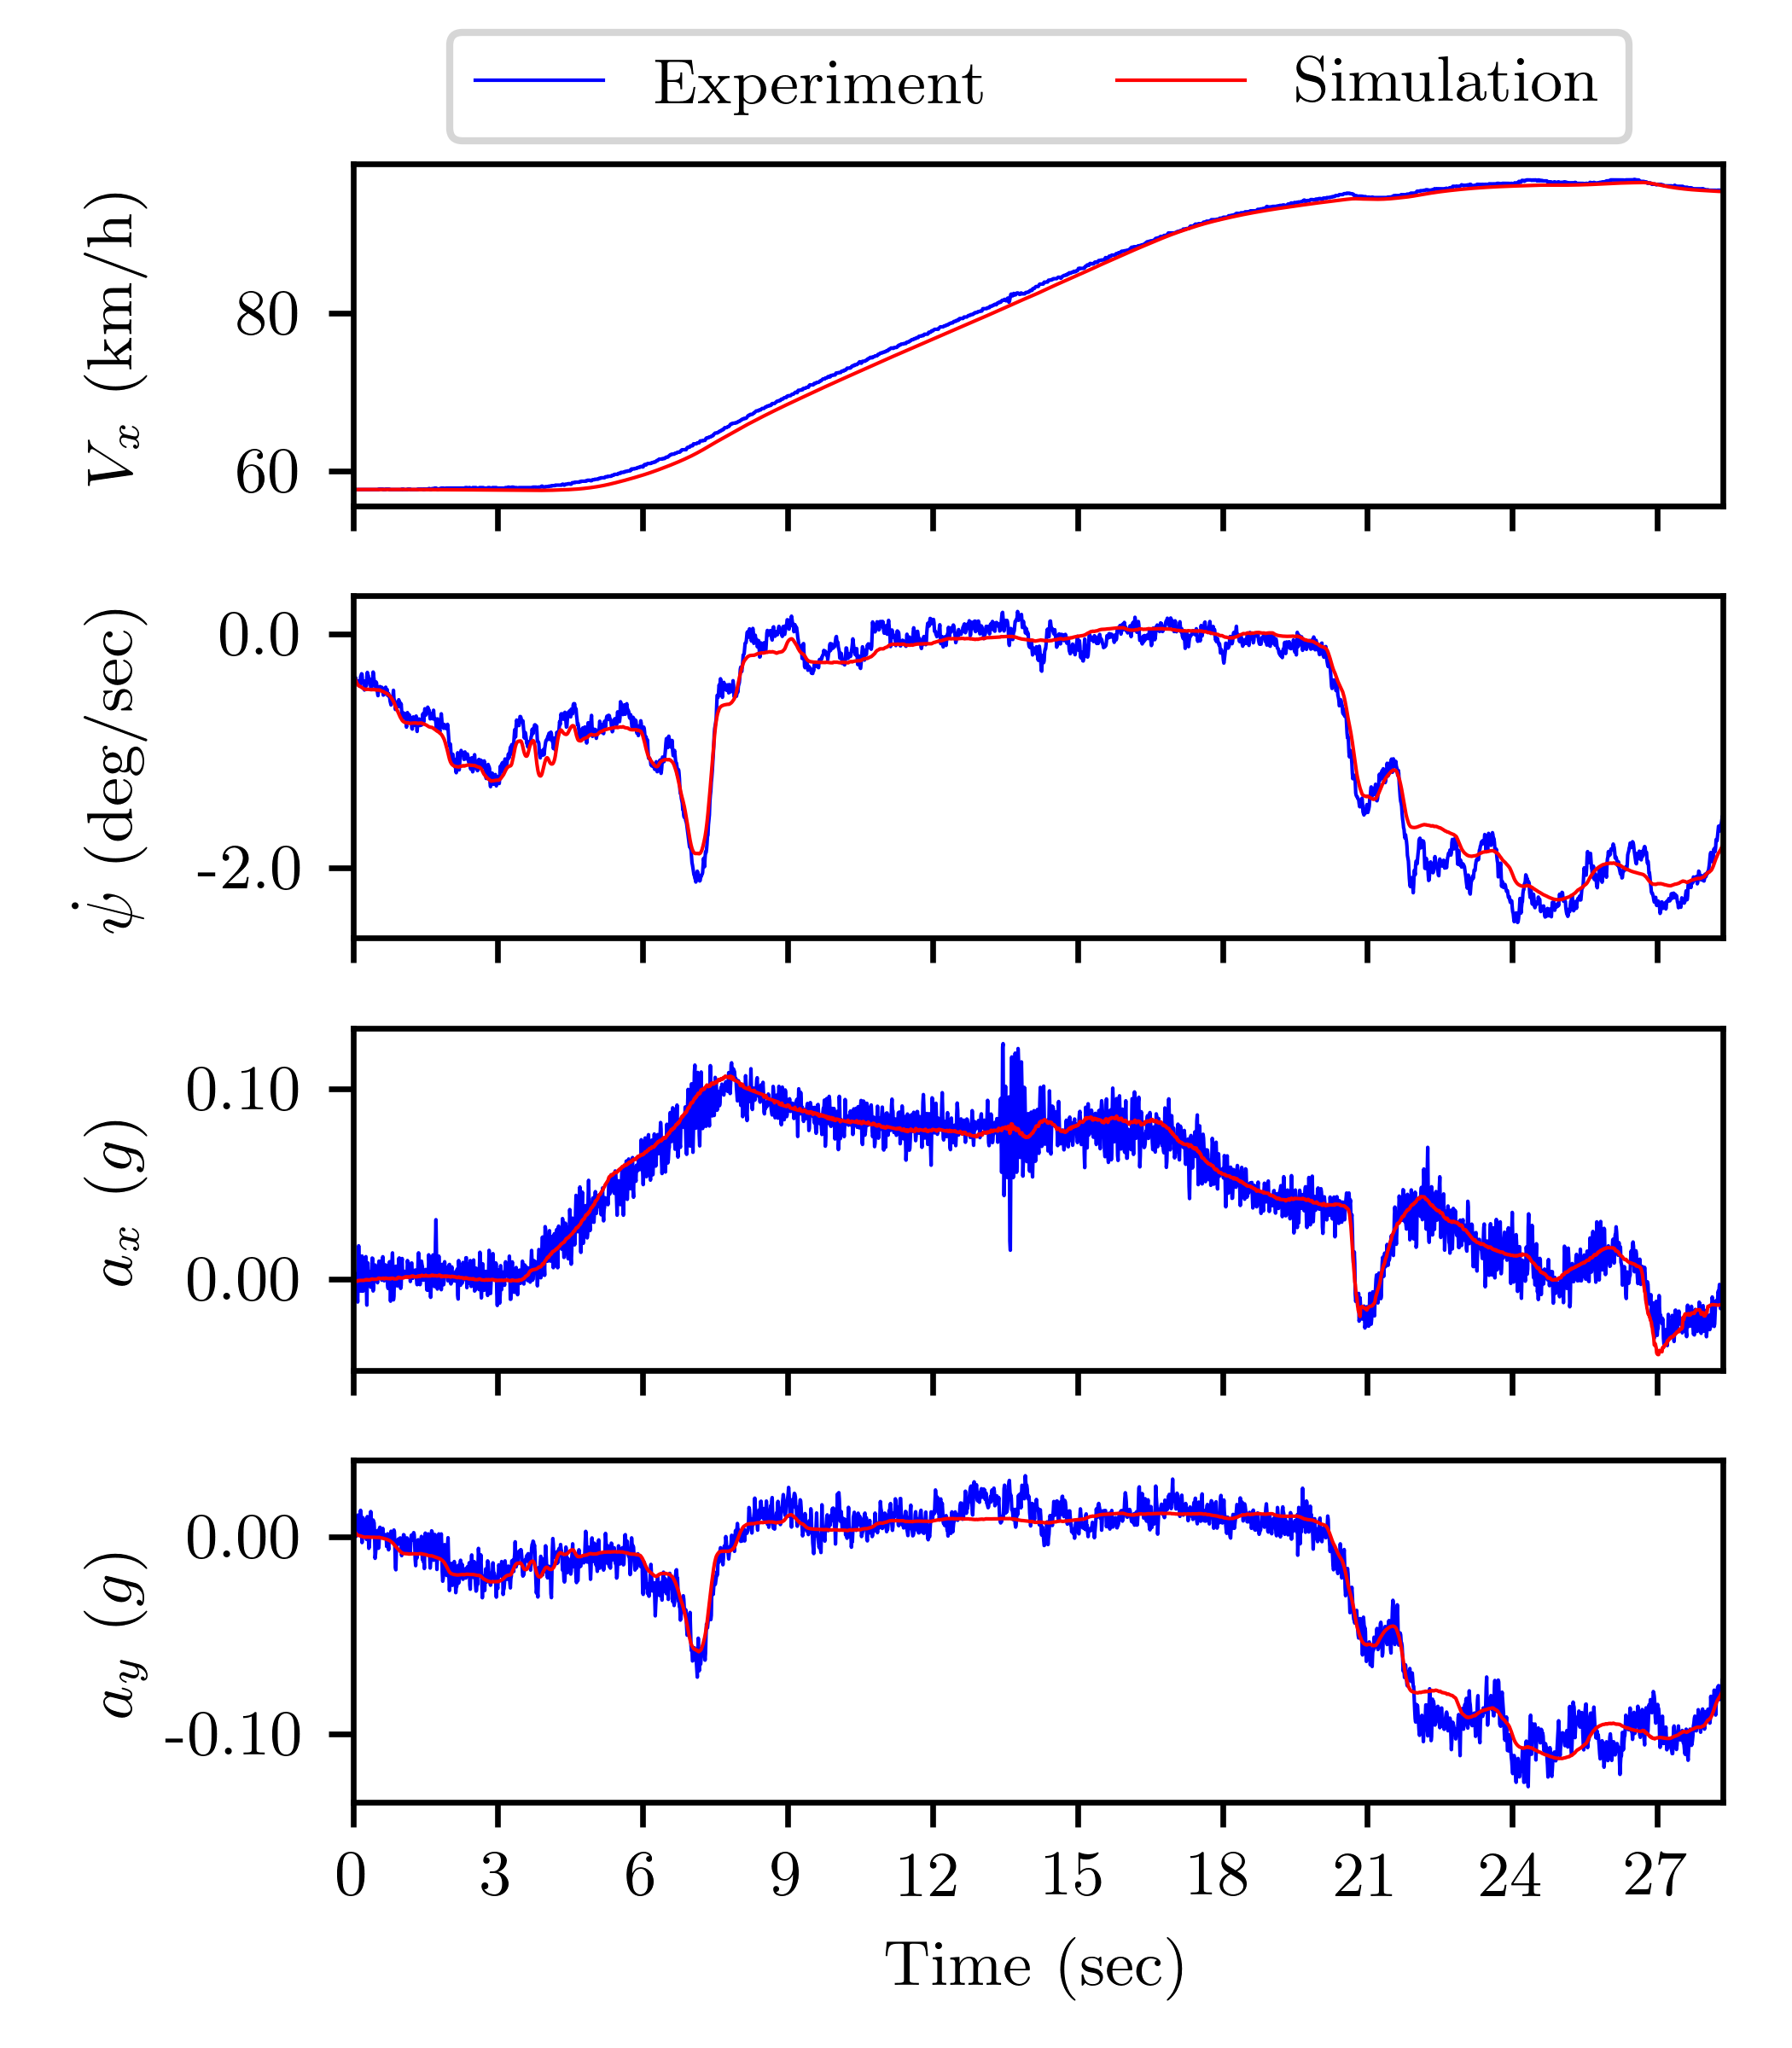 Experiment Simulation
V_x (km/h)
80
60
ψ̇ (deg/sec)
0.0
-2.0
a_x (g)
0.10
0.00
a_y (g)
0.00
-0.10
0 3 6 9 12 15 18 21 24 27
Time (sec)